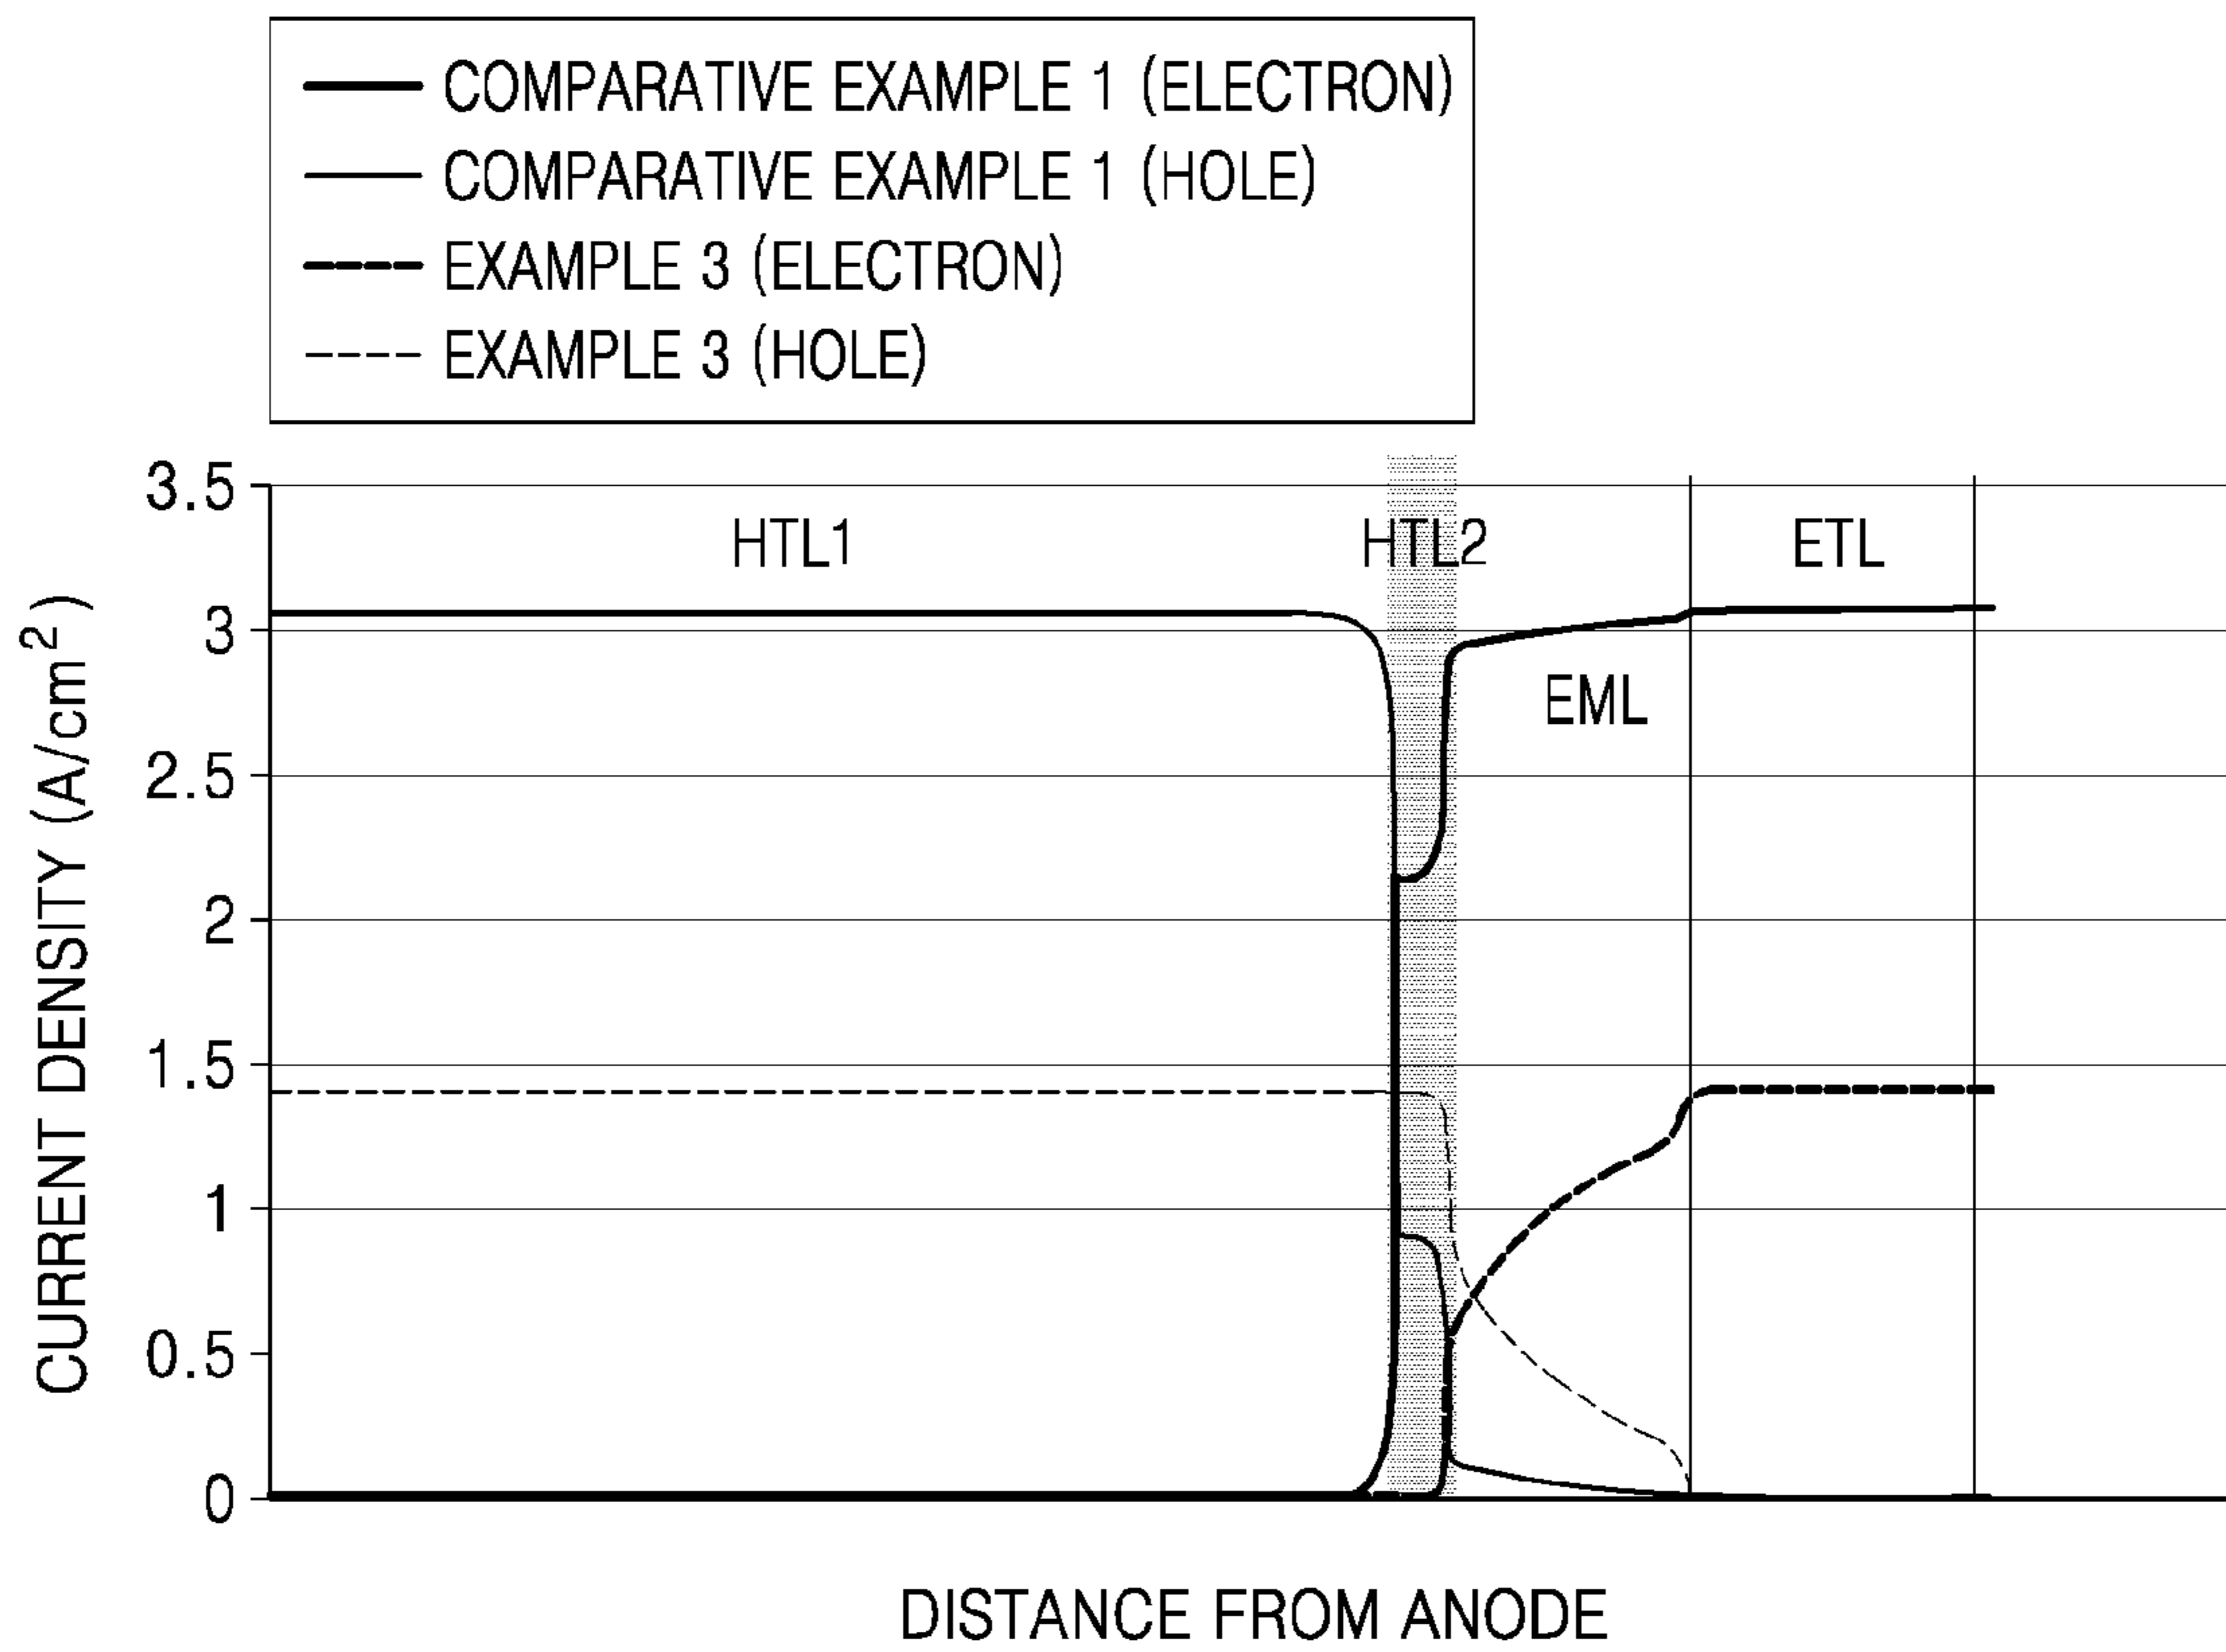 COMPARATIVE EXAMPLE 1 (ELECTRON)
COMPARATIVE EXAMPLE 1 (HOLE)
EXAMPLE 3 (ELECTRON)
EXAMPLE 3 (HOLE)
CURRENT DENSITY (A/cm²)
3.5
3
2.5
2
1.5
1
0.5
0
HTL1
HTL2
ETL
EML
DISTANCE FROM ANODE